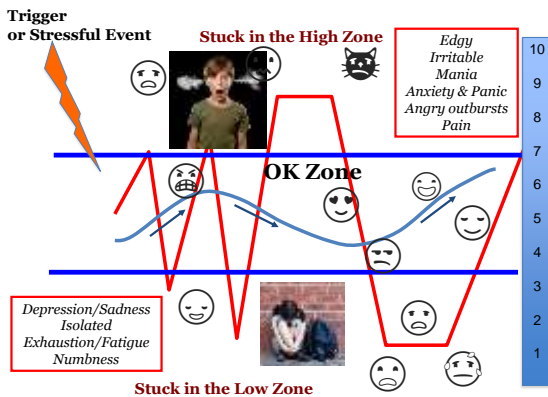 Trigger
or Stressful Event
Stuck in the High Zone
Edgy
Irritable
Mania
Anxiety & Panic
Angry outbursts
Pain
10
9
8
7
6
5
4
3
2
1
OK Zone
Depression/Sadness
Isolated
Exhaustion/Fatigue
Numbness
Stuck in the Low Zone